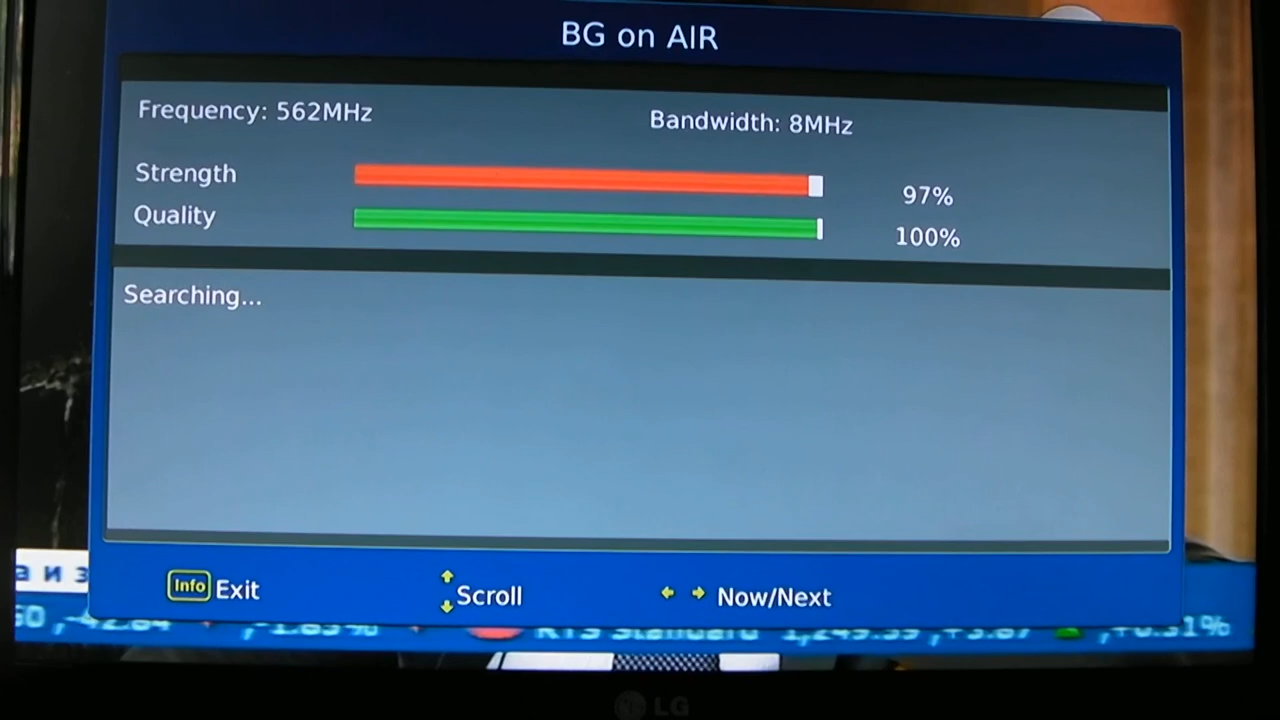 BG on AIR
Frequency: 562MHz
Bandwidth: 8MHz
Strength
97%
Quality
100%
Searching...
Info Exit
Scroll
Now/Next
а и з
RTS Standard
LG